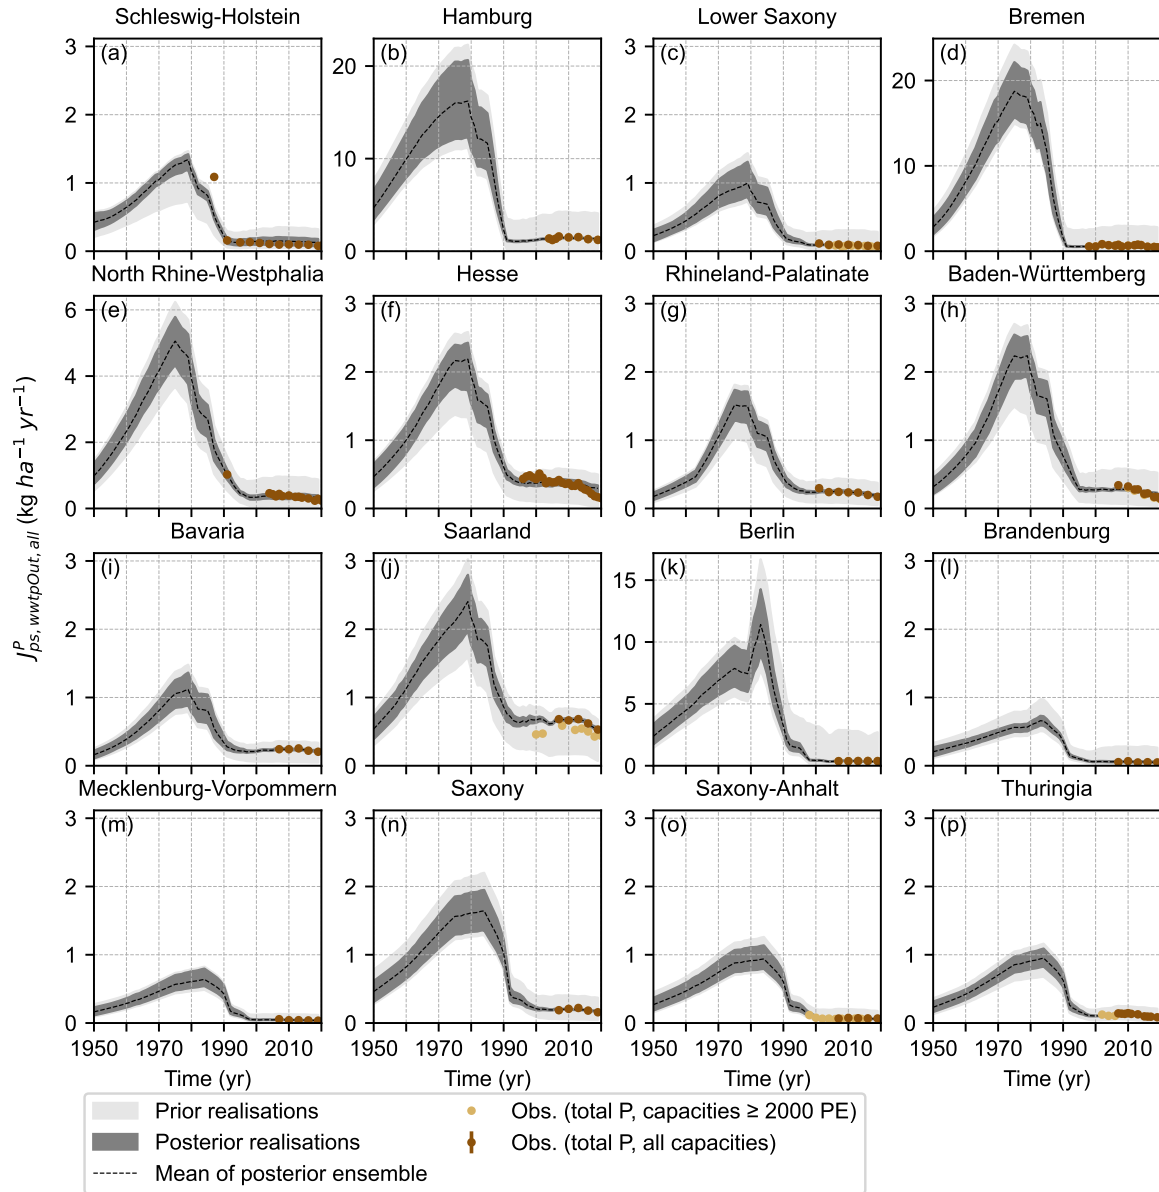 Schleswig-Holstein Hamburg Lower Saxony Bremen
(a) (b) (c) (d)
3 2 1 0
20 10 0
3 2 1 0
20 10 0
North Rhine-Westphalia Hesse Rhineland-Palatinate Baden-Württemberg
(e) (f) (g) (h)
6 4 2 0
3 2 1 0
3 2 1 0
3 2 1 0
J^P_{ps, wwtpOut, all} (kg ha⁻¹ yr⁻¹)
Bavaria Saarland Berlin Brandenburg
(i) (j) (k) (l)
3 2 1 0
3 2 1 0
15 10 5 0
3 2 1 0
Mecklenburg-Vorpommern Saxony Saxony-Anhalt Thuringia
(m) (n) (o) (p)
3 2 1 0
3 2 1 0
3 2 1 0
3 2 1 0
1950 1970 1990 2010 1950 1970 1990 2010 1950 1970 1990 2010 1950 1970 1990 2010
Time (yr) Time (yr) Time (yr) Time (yr)
Prior realisations
Posterior realisations
Mean of posterior ensemble
Obs. (total P, capacities ≥ 2000 PE)
Obs. (total P, all capacities)